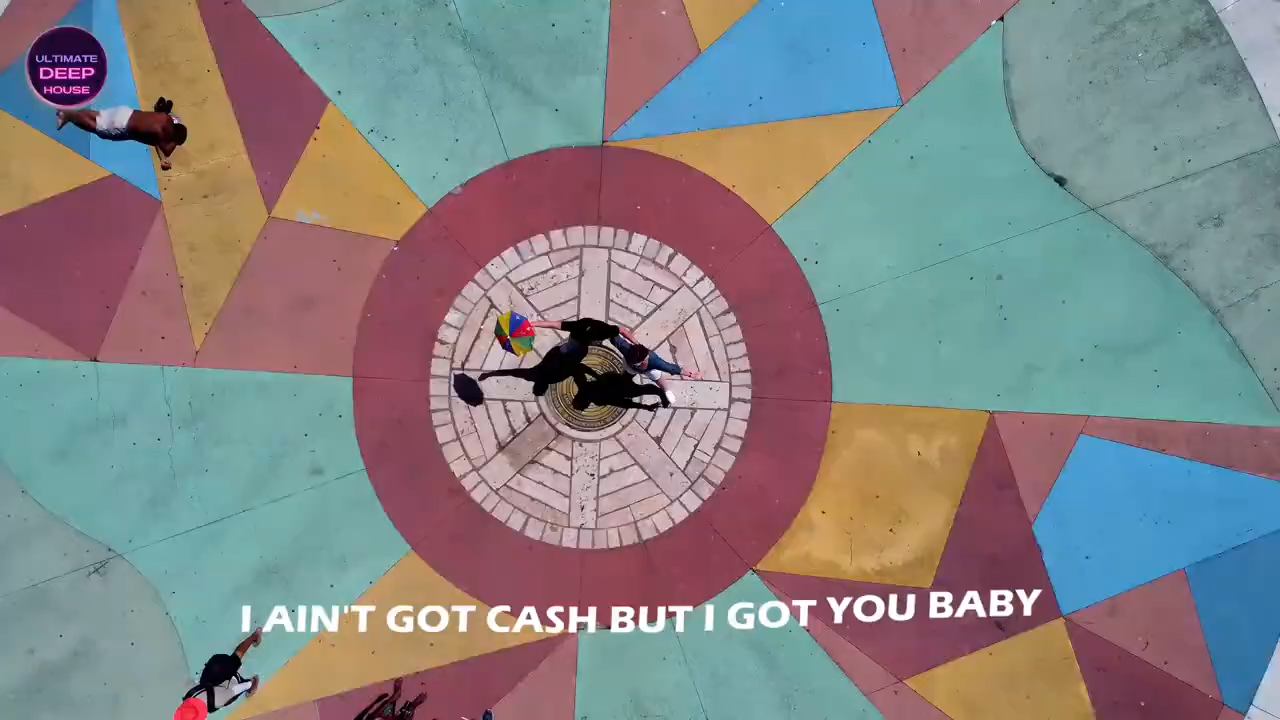 ULTIMATE
DEEP
HOUSE
I AIN'T GOT CASH BUT I GOT YOU BABY